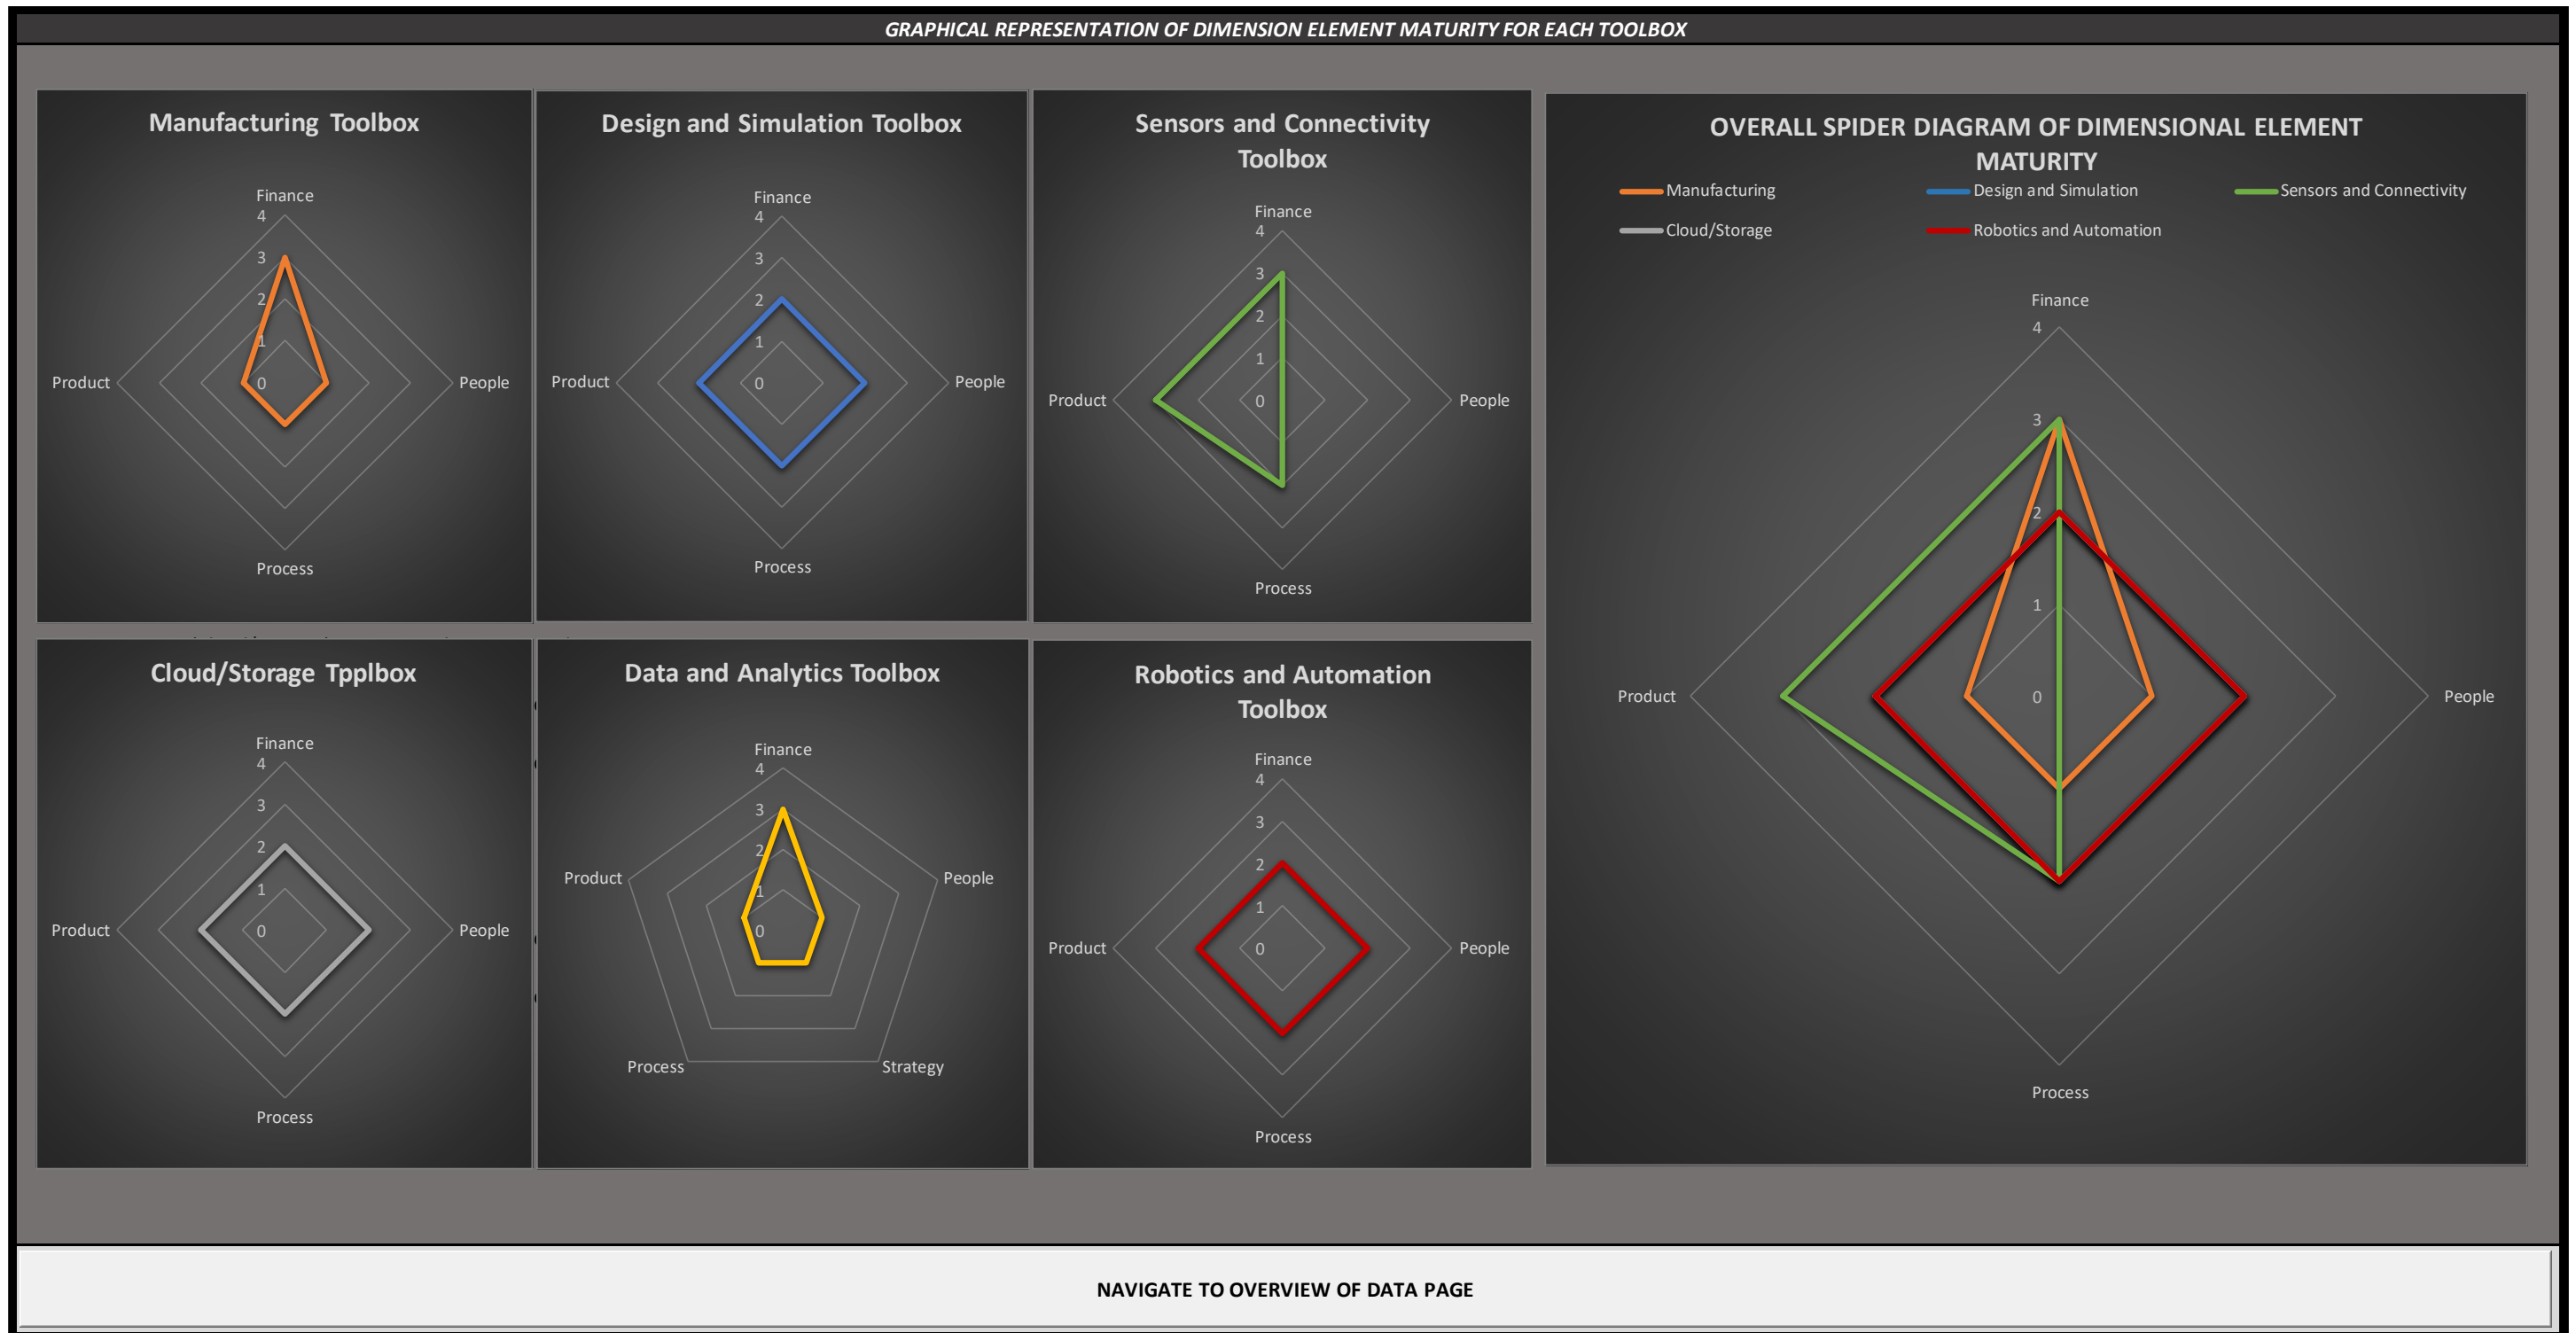 GRAPHICAL REPRESENTATION OF DIMENSION ELEMENT MATURITY FOR EACH TOOLBOX
Manufacturing Toolbox
Finance
4
3
2
1
0
Product
People
Process
Design and Simulation Toolbox
Finance
4
3
2
1
0
Product
People
Process
Sensors and Connectivity
Toolbox
Finance
4
3
2
1
0
Product
People
Process
Cloud/Storage Tpplbox
Finance
4
3
2
1
0
Product
People
Process
Data and Analytics Toolbox
Finance
4
3
2
1
0
Product
People
Process
Strategy
Robotics and Automation
Toolbox
Finance
4
3
2
1
0
Product
People
Process
OVERALL SPIDER DIAGRAM OF DIMENSIONAL ELEMENT
MATURITY
Manufacturing
Design and Simulation
Sensors and Connectivity
Cloud/Storage
Robotics and Automation
Finance
4
3
2
1
0
Product
People
Process
NAVIGATE TO OVERVIEW OF DATA PAGE